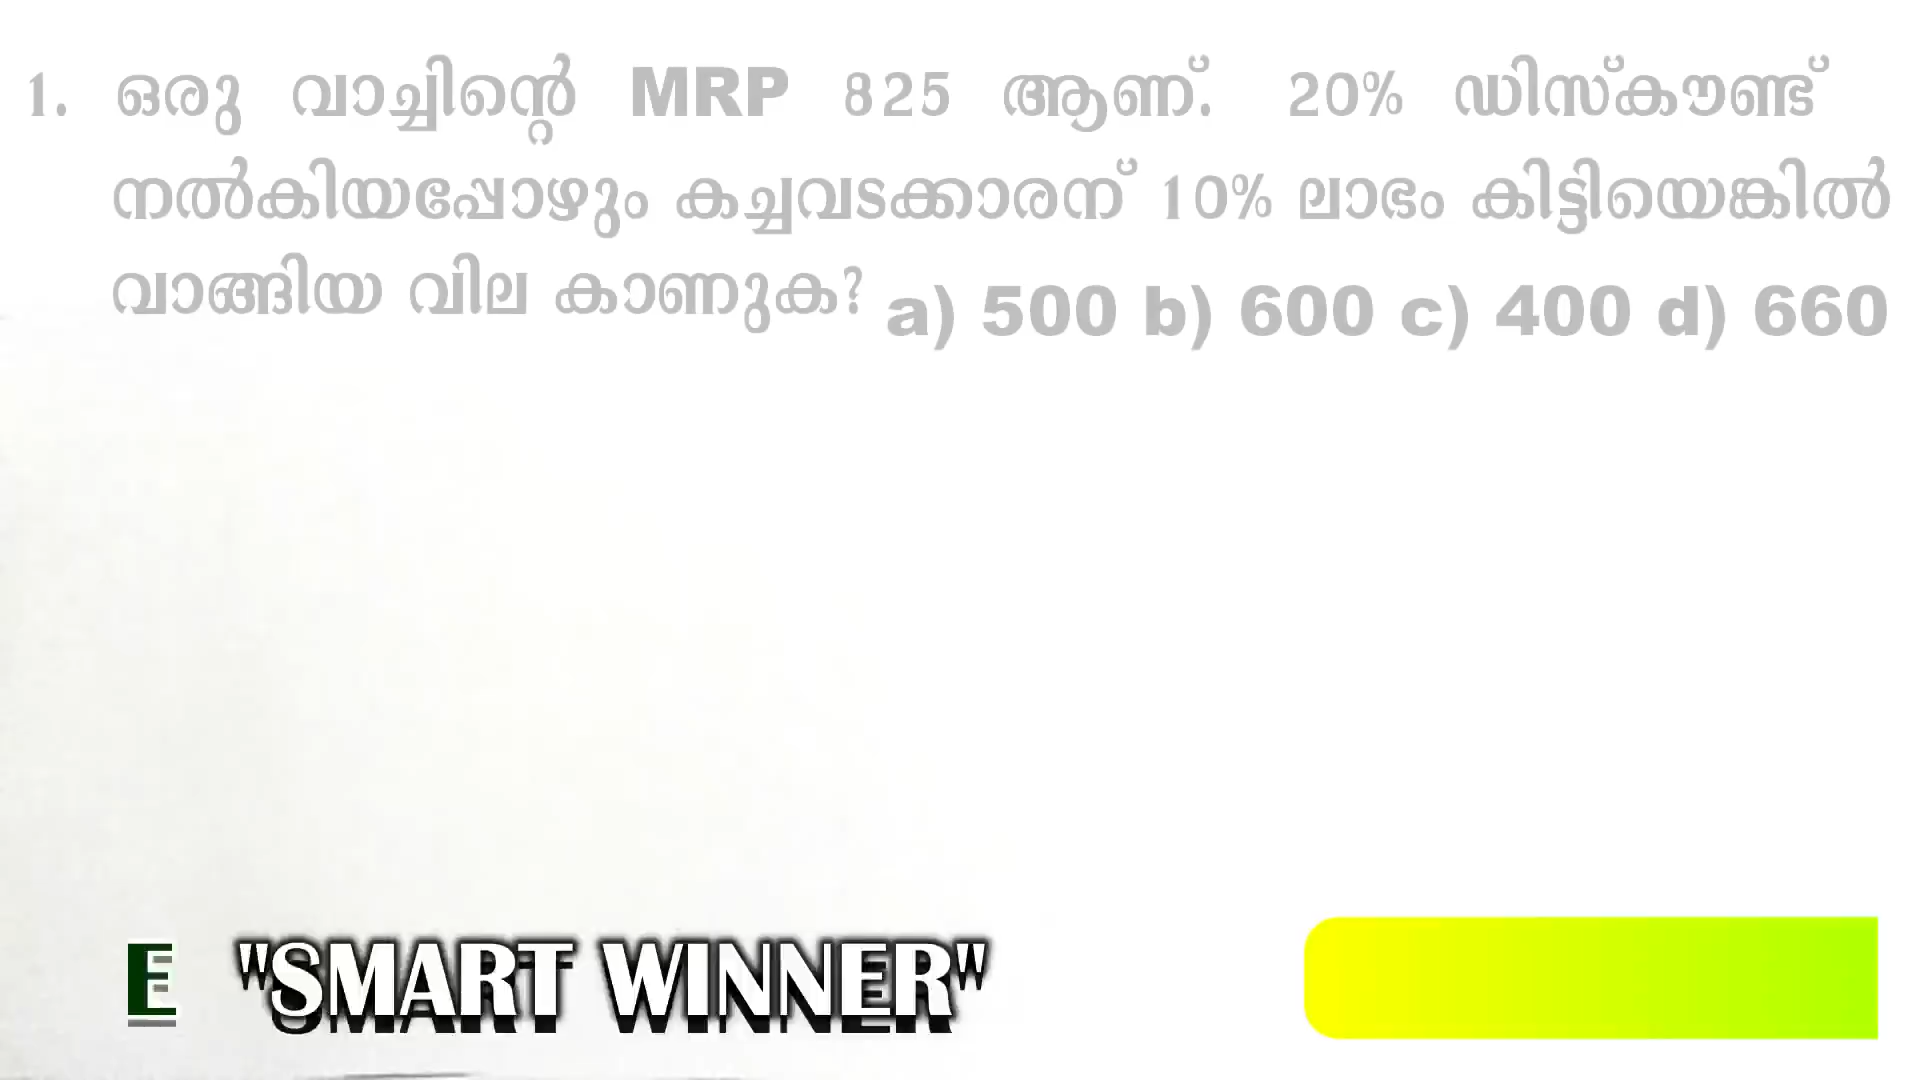 1. ഒരു വാച്ചിന്റെ MRP 825 ആണ്. 20% ഡിസ്കൗണ്ട്
നൽകിയപ്പോഴും കച്ചവടക്കാരന് 10% ലാഭം കിട്ടിയെങ്കിൽ
വാങ്ങിയ വില കാണുക? a) 500 b) 600 c) 400 d) 660
E "SMART WINNER"